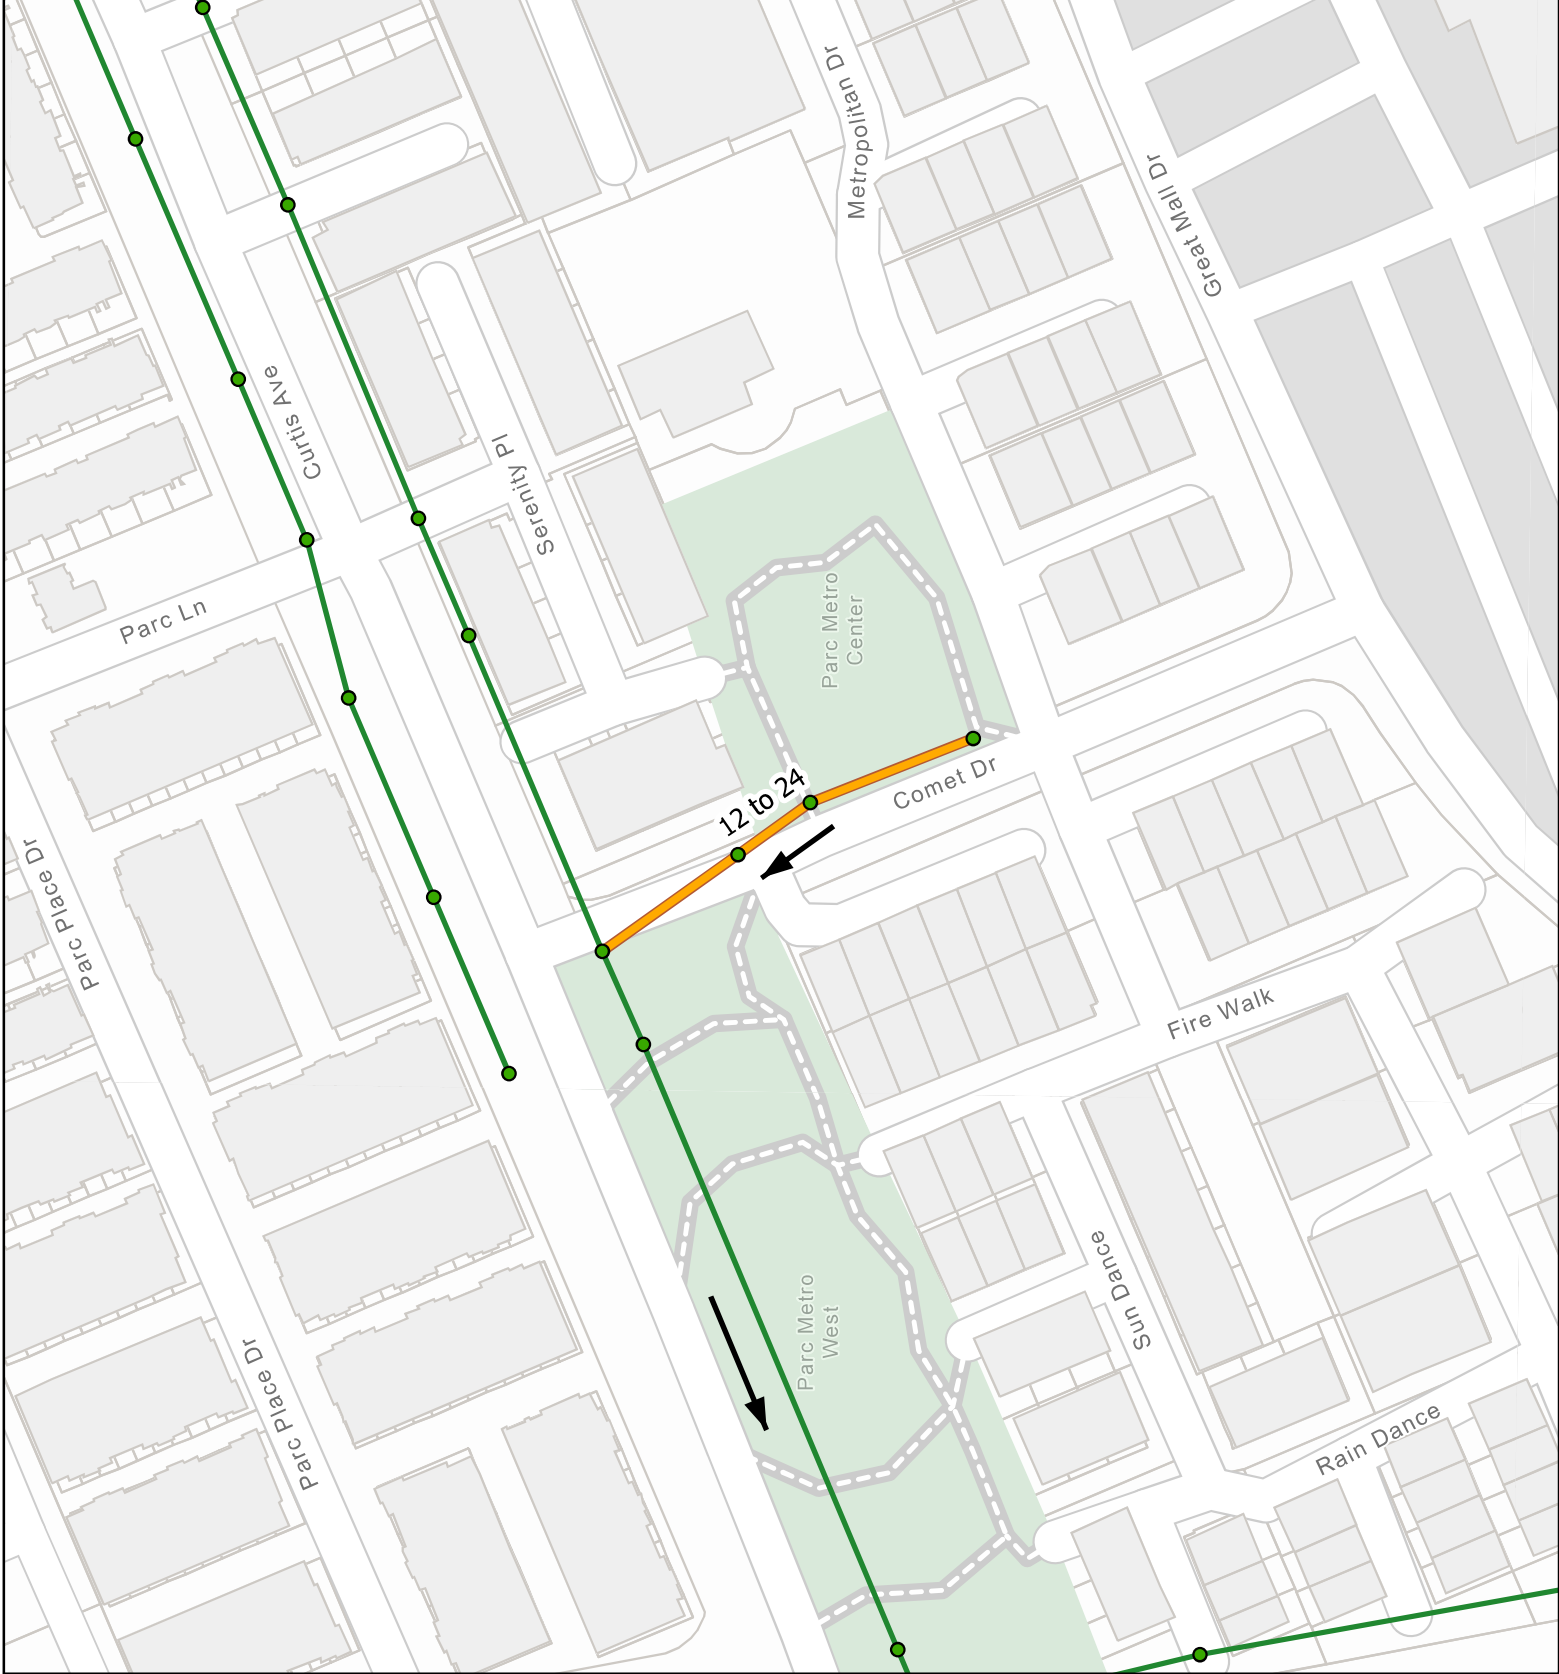 Metropolitan Dr
Great Mall Dr
Curtis Ave
Serenity Pl
Parc Ln
Parc Metro
Center
12 to 24
Comet Dr
Parc Place Dr
Fire Walk
Sun Dance
Parc Metro
West
Parc Place Dr
Rain Dance